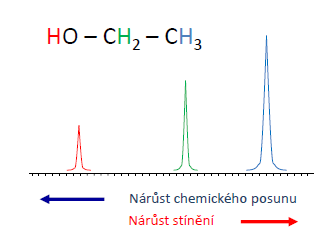 HO – CH₂ – CH₃
Nárůst chemického posunu
Nárůst stínění